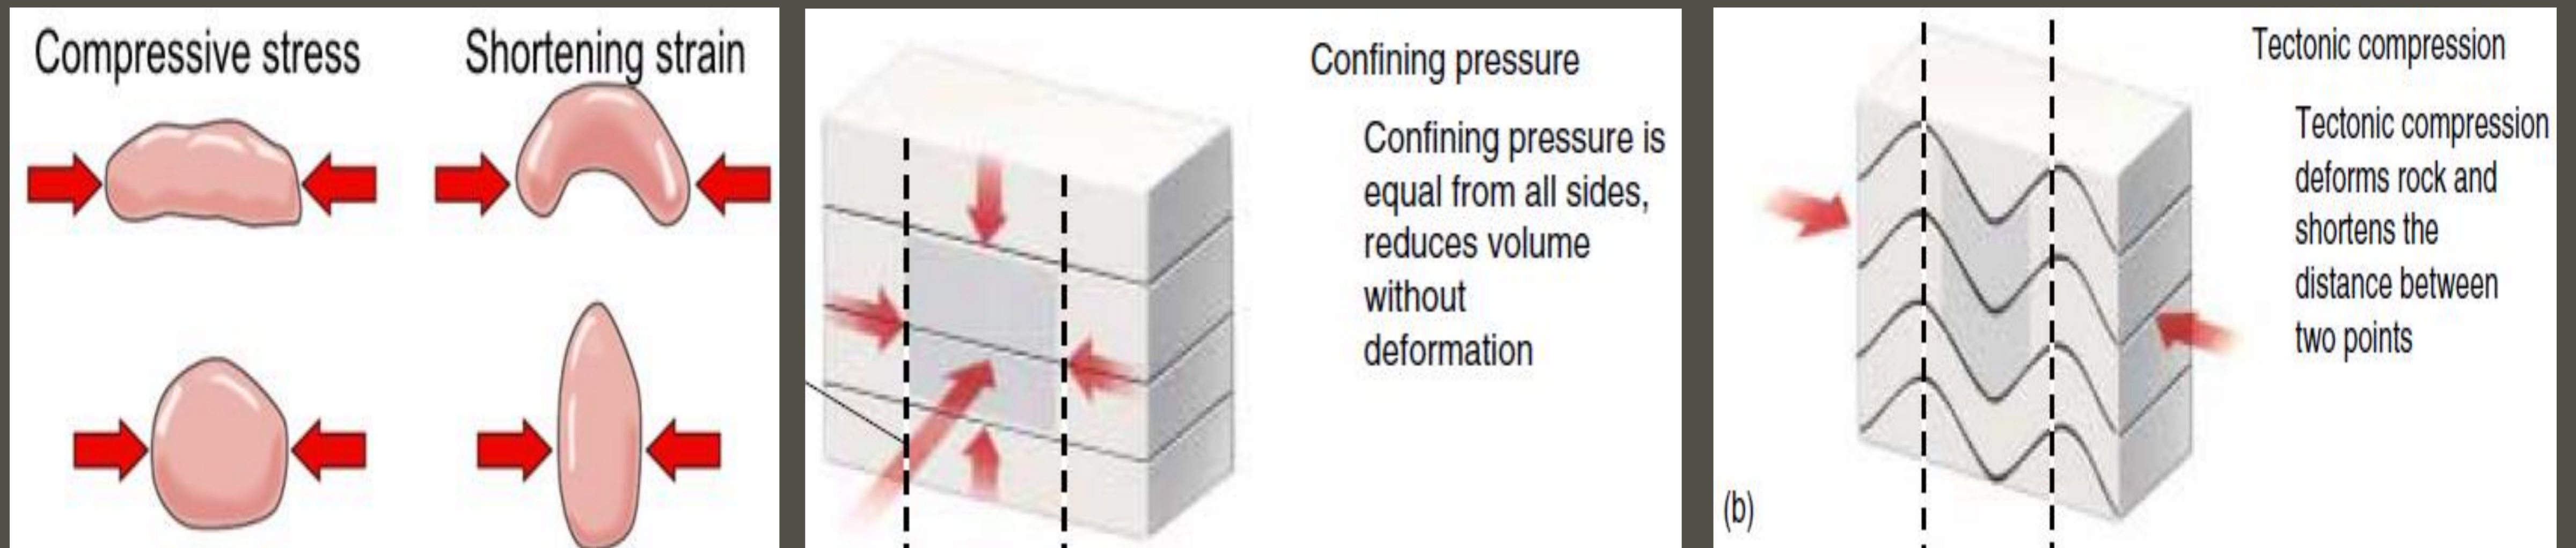 Compressive stress
Shortening strain
Confining pressure
Confining pressure is
equal from all sides,
reduces volume
without
deformation
Tectonic compression
Tectonic compression
deforms rock and
shortens the
distance between
two points
(b)